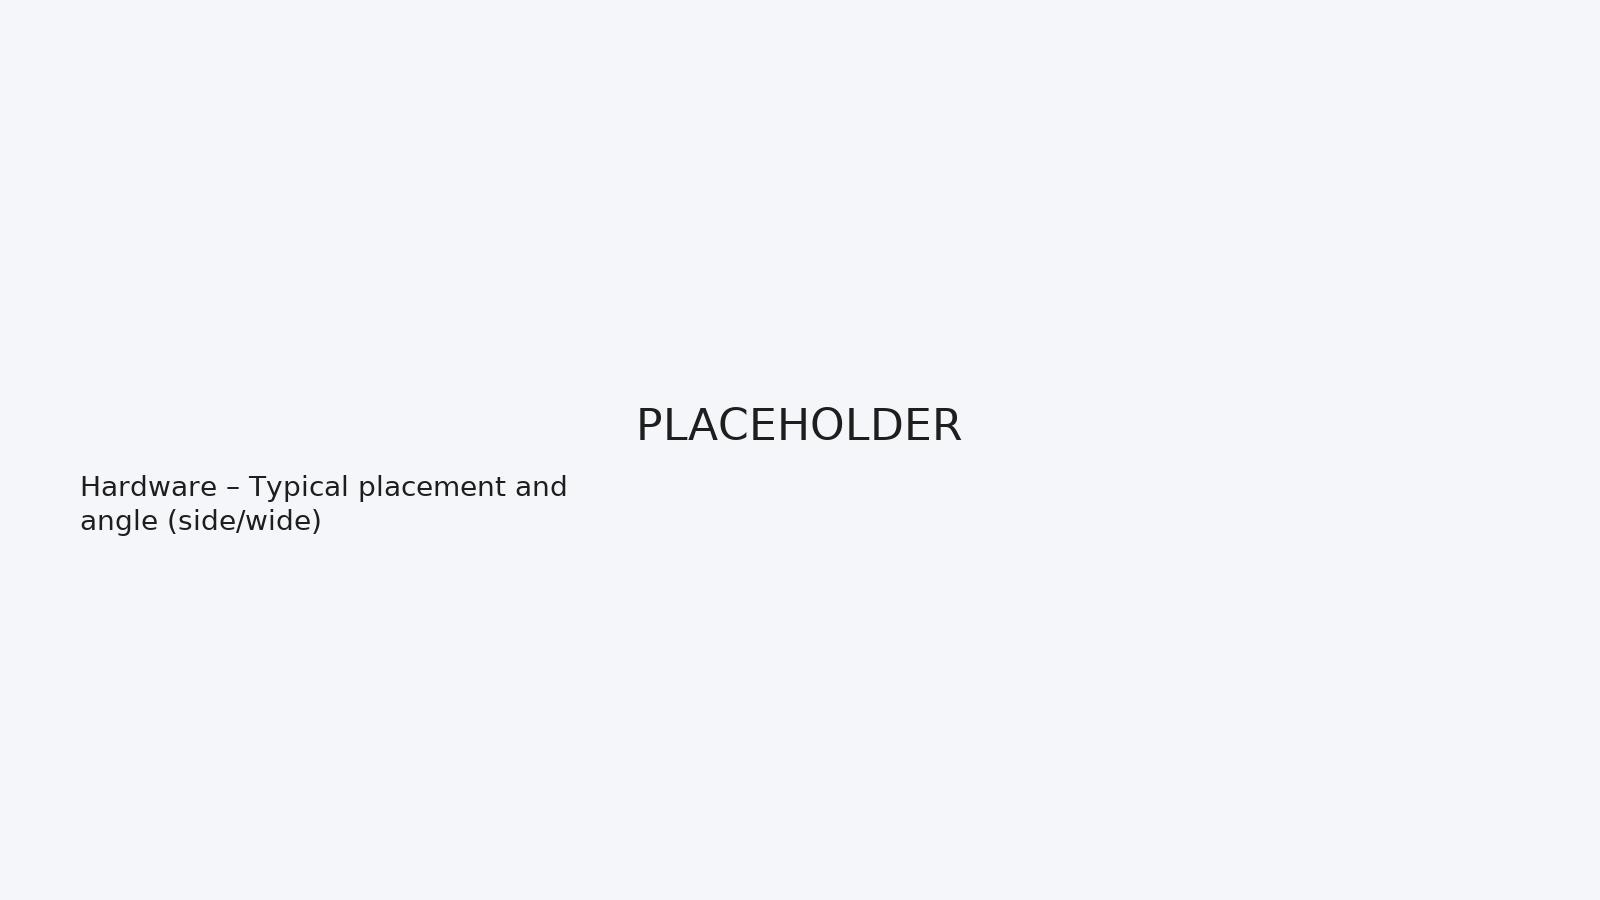 PLACEHOLDER
Hardware – Typical placement and
angle (side/wide)